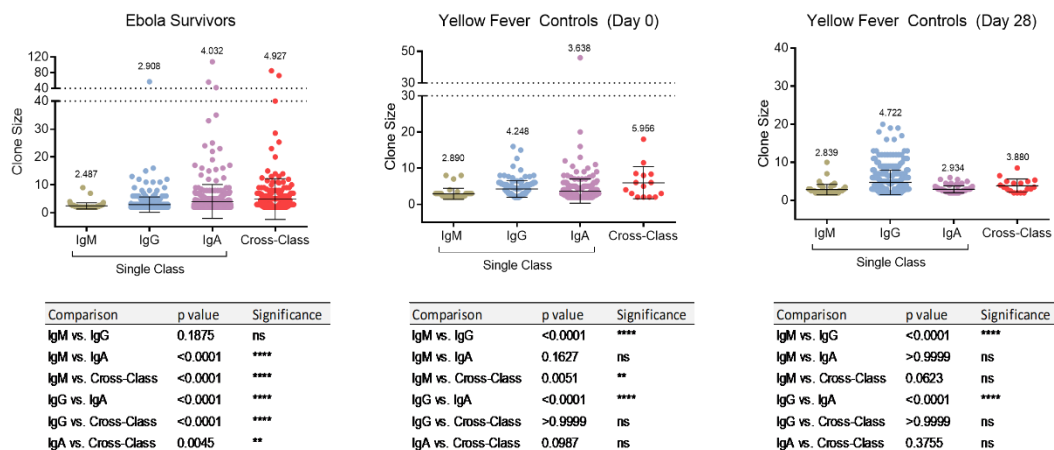 Ebola Survivors
Clone Size
120
80
40
40
30
20
10
0
2.487
2.908
4.032
4.927
IgM IgG IgA Cross-Class
Single Class
Comparison p value Significance
IgM vs. IgG 0.1875 ns
IgM vs. IgA <0.0001 ****
IgM vs. Cross-Class <0.0001 ****
IgG vs. IgA <0.0001 ****
IgG vs. Cross-Class <0.0001 ****
IgA vs. Cross-Class 0.0045 **
Yellow Fever Controls (Day 0)
Clone Size
50
30
30
20
10
0
2.890
4.248
3.638
5.956
IgM IgG IgA Cross-Class
Single Class
Comparison p value Significance
IgM vs. IgG <0.0001 ****
IgM vs. IgA 0.1627 ns
IgM vs. Cross-Class 0.0051 **
IgG vs. IgA <0.0001 ****
IgG vs. Cross-Class >0.9999 ns
IgA vs. Cross-Class 0.0987 ns
Yellow Fever Controls (Day 28)
Clone Size
40
30
20
10
0
2.839
4.722
2.934
3.880
IgM IgG IgA Cross-Class
Single Class
Comparison p value Significance
IgM vs. IgG <0.0001 ****
IgM vs. IgA >0.9999 ns
IgM vs. Cross-Class 0.0623 ns
IgG vs. IgA <0.0001 ****
IgG vs. Cross-Class >0.9999 ns
IgA vs. Cross-Class 0.3755 ns